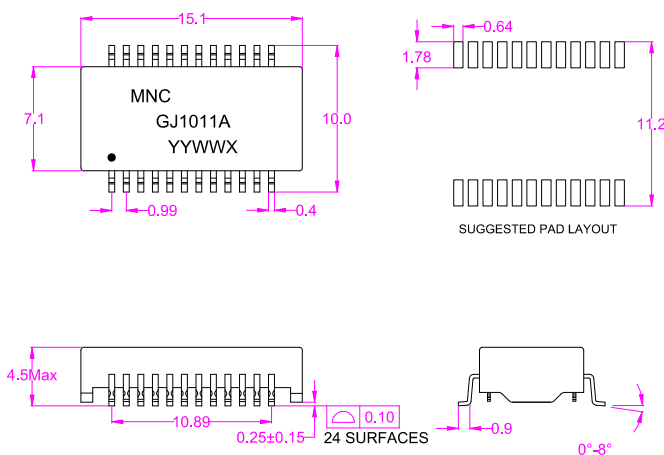 15.1
0.64
1.78
MNC
GJ1011A
YYWWX
7.1
10.0
11.2
0.99
0.4
SUGGESTED PAD LAYOUT
4.5Max
10.89
0.25±0.15
0.10
24 SURFACES
0.9
0°-8°